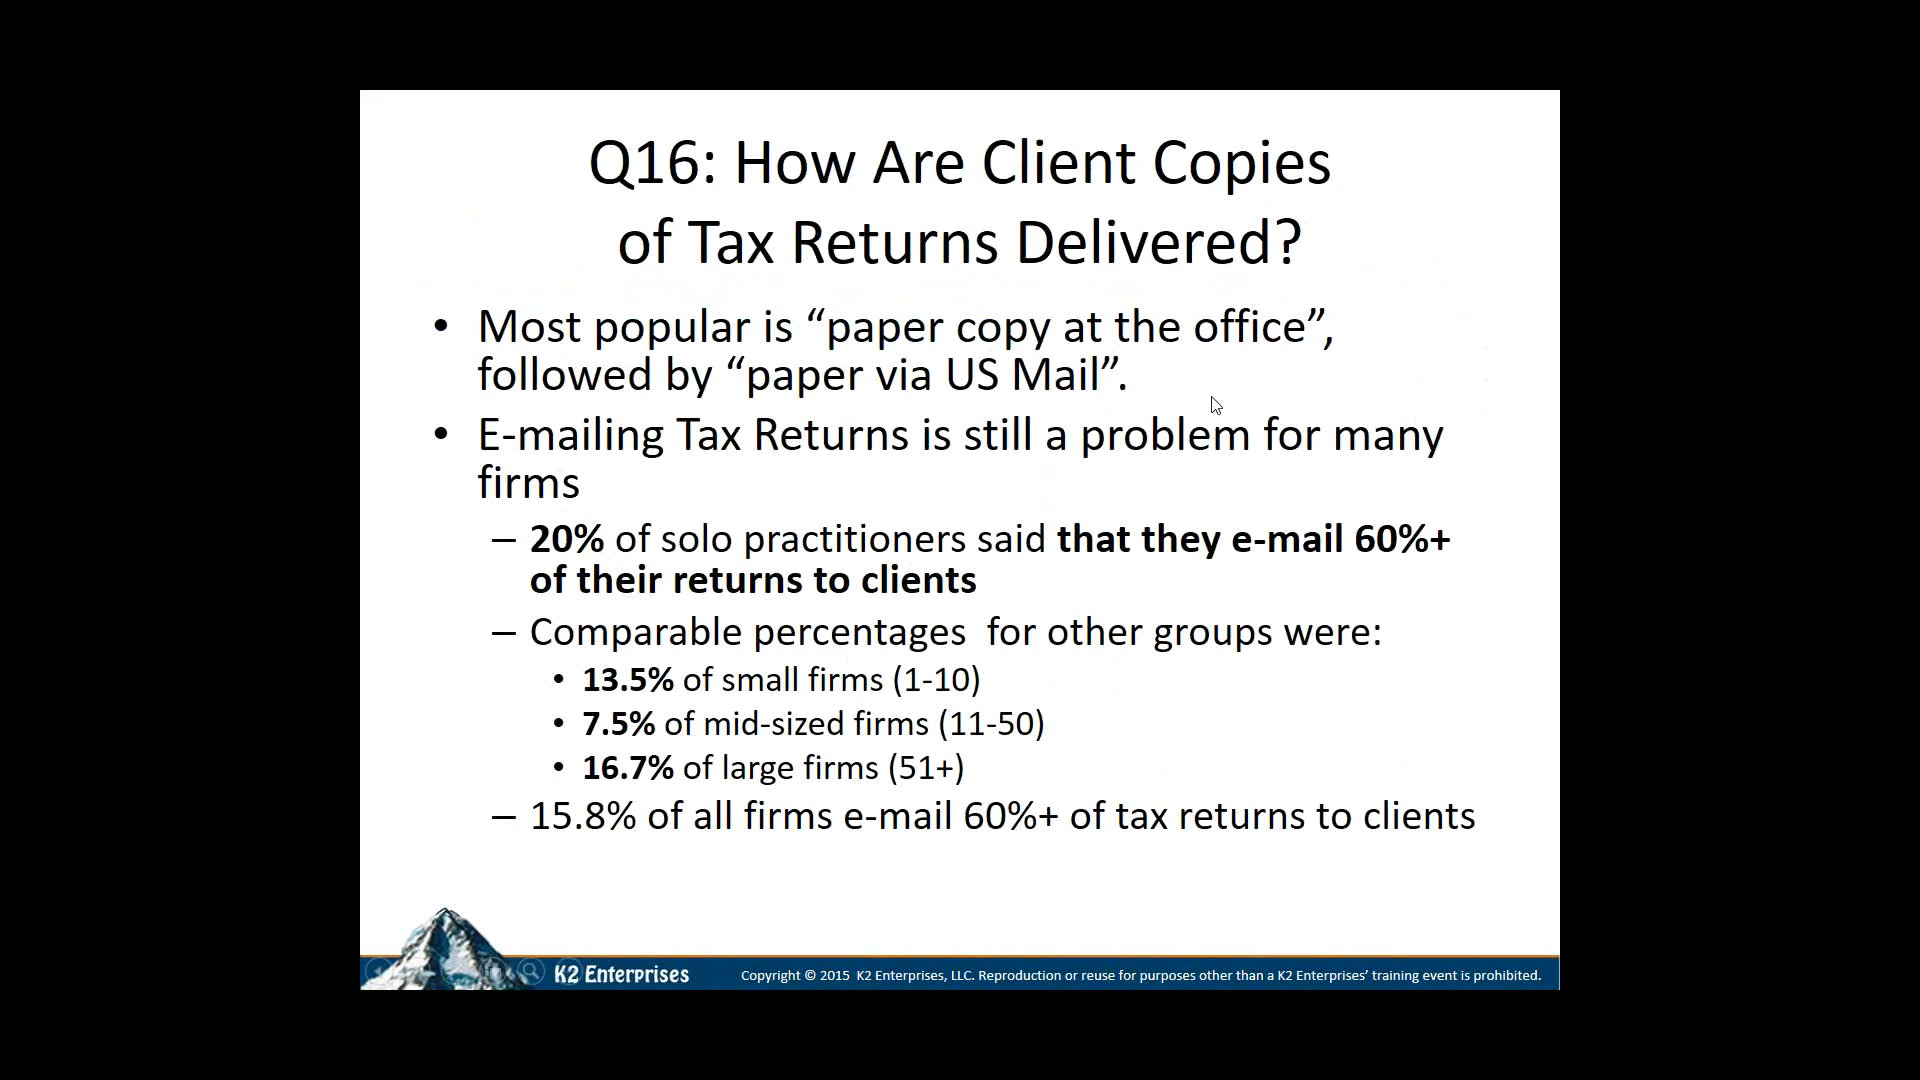 Q16: How Are Client Copies
of Tax Returns Delivered?
• Most popular is “paper copy at the office”,
followed by “paper via US Mail”.
• E-mailing Tax Returns is still a problem for many
firms
– 20% of solo practitioners said that they e-mail 60%+
of their returns to clients
– Comparable percentages  for other groups were:
• 13.5% of small firms (1-10)
• 7.5% of mid-sized firms (11-50)
• 16.7% of large firms (51+)
– 15.8% of all firms e-mail 60%+ of tax returns to clients
K2 Enterprises
Copyright © 2015  K2 Enterprises, LLC. Reproduction or reuse for purposes other than a K2 Enterprises’ training event is prohibited.